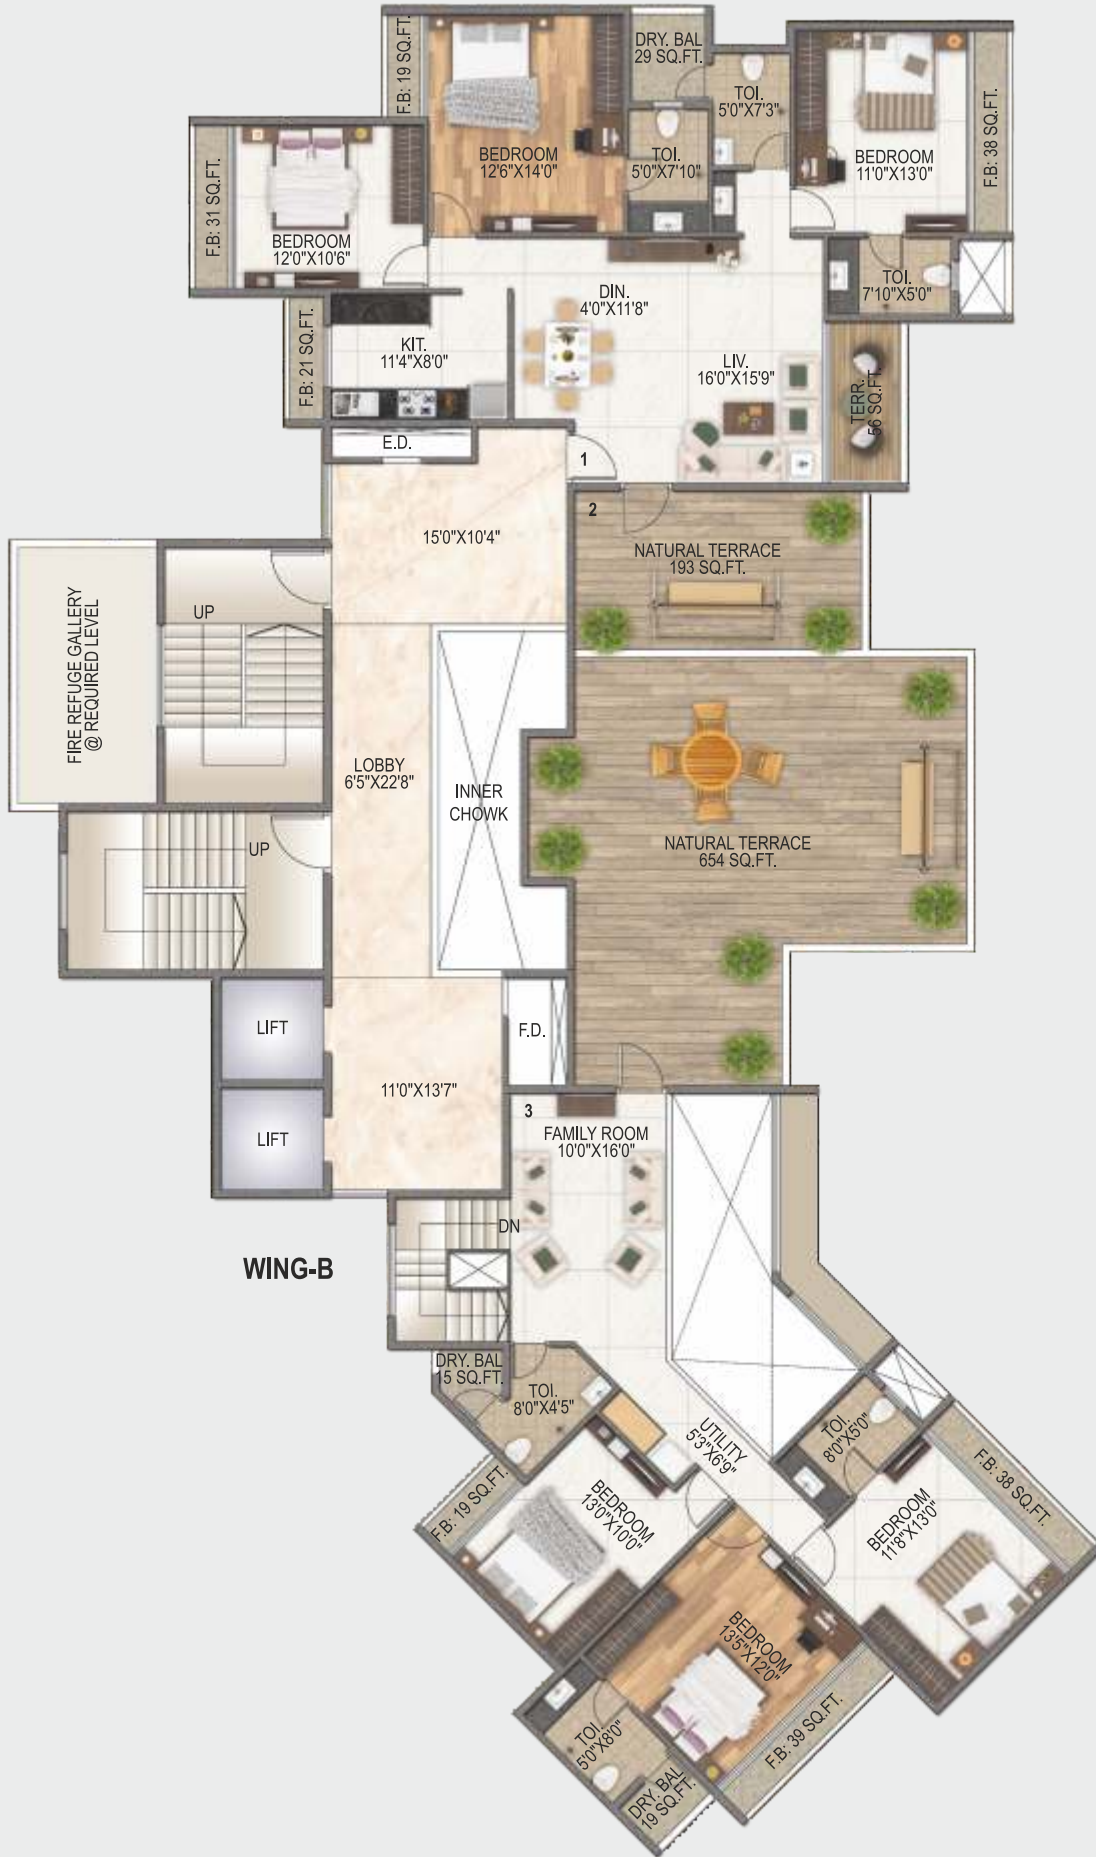 F.B: 19 SQ.FT.
DRY. BAL
29 SQ.FT.
TOI.
5'0"X7'3"
BEDROOM
12'6"X14'0"
TOI.
5'0"X7'10"
BEDROOM
11'0"X13'0"
F.B: 38 SQ.FT.
F.B: 31 SQ.FT.
BEDROOM
12'0"X10'6"
TOI.
7'10"X5'0"
DIN.
4'0"X11'8"
F.B: 21 SQ.FT.
KIT.
11'4"X8'0"
LIV.
16'0"X15'9"
TERR.
56 SQ.FT.
E.D.
1
2
15'0"X10'4"
NATURAL TERRACE
193 SQ.FT.
UP
FIRE REFUGE GALLERY
@ REQUIRED LEVEL
LOBBY
6'5"X22'8"
INNER
CHOWK
UP
NATURAL TERRACE
654 SQ.FT.
LIFT
F.D.
11'0"X13'7"
LIFT
3
FAMILY ROOM
10'0"X16'0"
DN
WING-B
DRY. BAL
15 SQ.FT.
TOI.
8'0"X4'5"
UTILITY
5'3"X6'9"
TOI.
8'0"X5'0"
F.B: 38 SQ.FT.
F.B: 19 SQ.FT.
BEDROOM
13'0"X10'0"
BEDROOM
11'8"X13'0"
BEDROOM
13'5"X12'0"
F.B: 39 SQ.FT.
TOI.
5'0"X8'0"
DRY. BAL
19 SQ.FT.